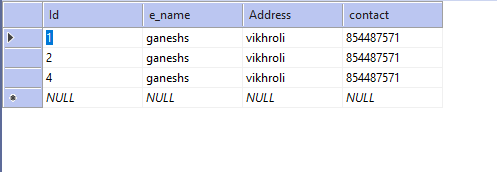 Id e_name Address contact
1 ganeshs vikhroli 854487571
2 ganeshs vikhroli 854487571
4 ganeshs vikhroli 854487571
NULL NULL NULL NULL